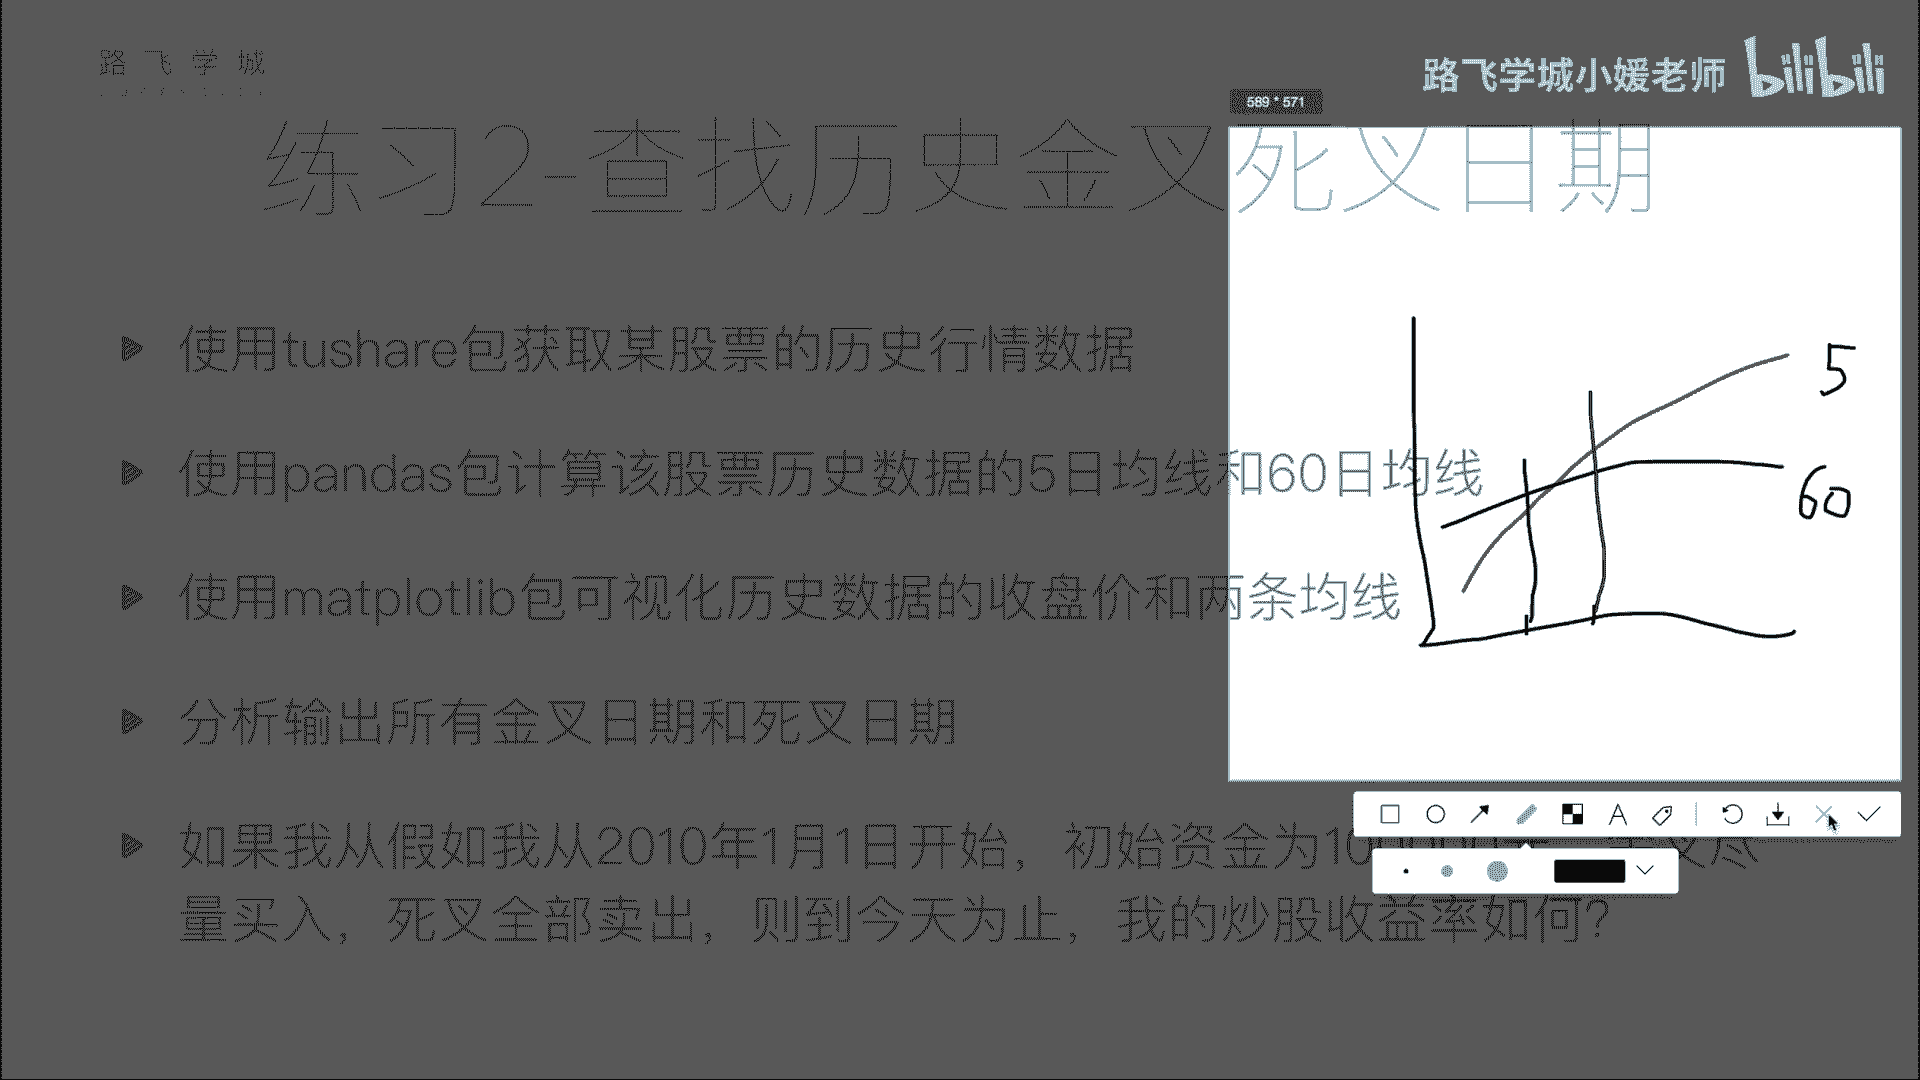 路飞学城
路飞学城小媛老师 bilibili
589 * 571
练习2-查找历史金叉死叉日期
使用tushare包获取某股票的历史行情数据
5
使用pandas包计算该股票历史数据的5日均线和60日均线
60
使用matplotlib包可视化历史数据的收盘价和两条均线
分析输出所有金叉日期和死叉日期
如果我从假如我从2010年1月1日开始，初始资金为10
量买入，死叉全部卖出，则到今天为止，我的炒股收益率如何？